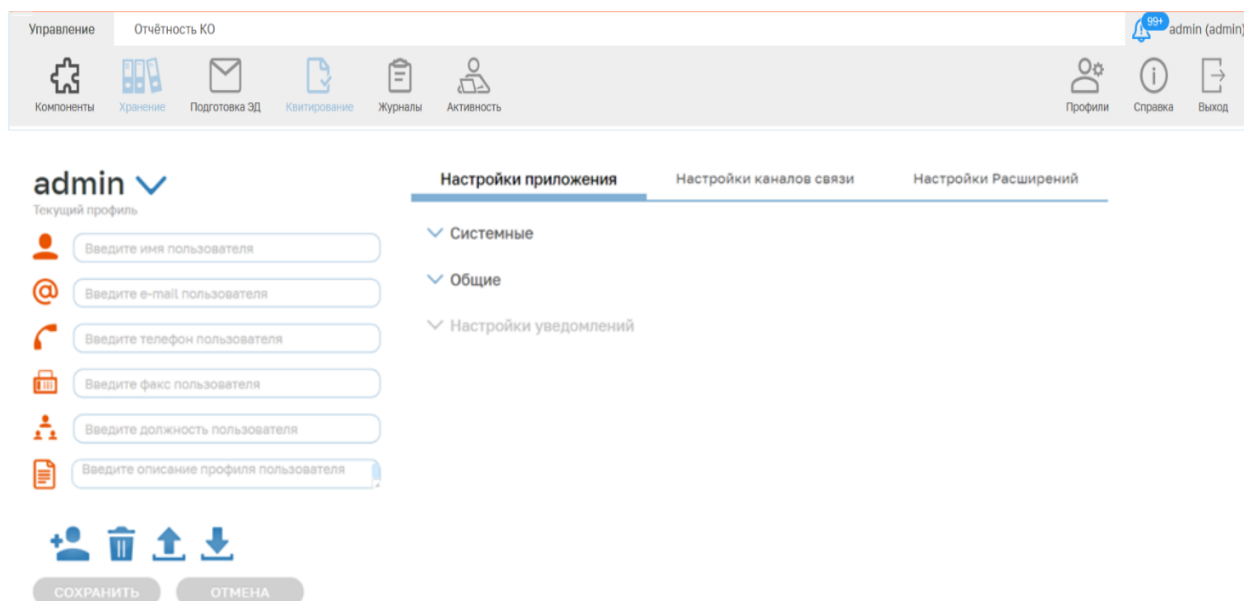 Управление Отчётность КО 99+ admin (admin)
Компоненты Хранение Подготовка ЭД Квитирование Журналы Активность Профили Справка Выход
admin Настройки приложения Настройки каналов связи Настройки Расширений
Текущий профиль
Системные
Введите имя пользователя
Общие
Введите e-mail пользователя
Настройки уведомлений
Введите телефон пользователя
Введите факс пользователя
Введите должность пользователя
Введите описание профиля пользователя
СОХРАНИТЬ ОТМЕНА